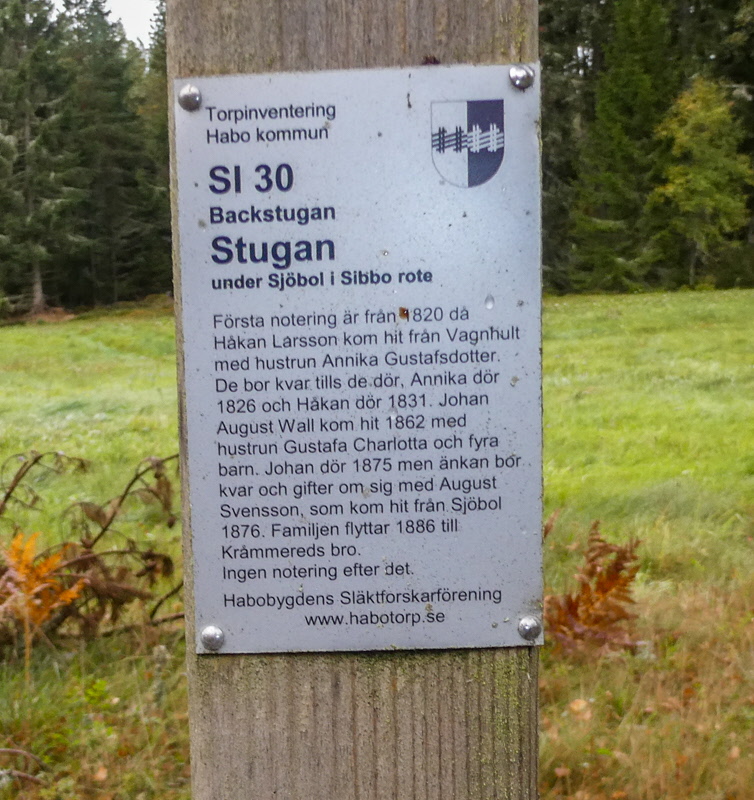 Torpinventering
Habo kommun
SI 30
Backstugan
Stugan
under Sjöbol i Sibbo rote
Första notering är från 1820 då
Håkan Larsson kom hit från Vagnhult
med hustrun Annika Gustafsdotter.
De bor kvar tills de dör, Annika dör
1826 och Håkan dör 1831. Johan
August Wall kom hit 1862 med
hustrun Gustafa Charlotta och fyra
barn. Johan dör 1875 men änkan bor
kvar och gifter om sig med August
Svensson, som kom hit från Sjöbol
1876. Familjen flyttar 1886 till
Kråmmereds bro.
Ingen notering efter det.
Habobygdens Släktforskarförening
www.habotorp.se